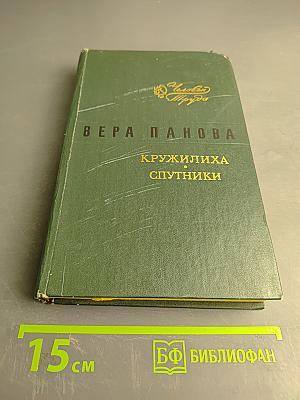 Человек
Труда
ВЕРА ПАНОВА
КРУЖИЛИХА
СПУТНИКИ
15 см
БФ БИБЛИОФАН